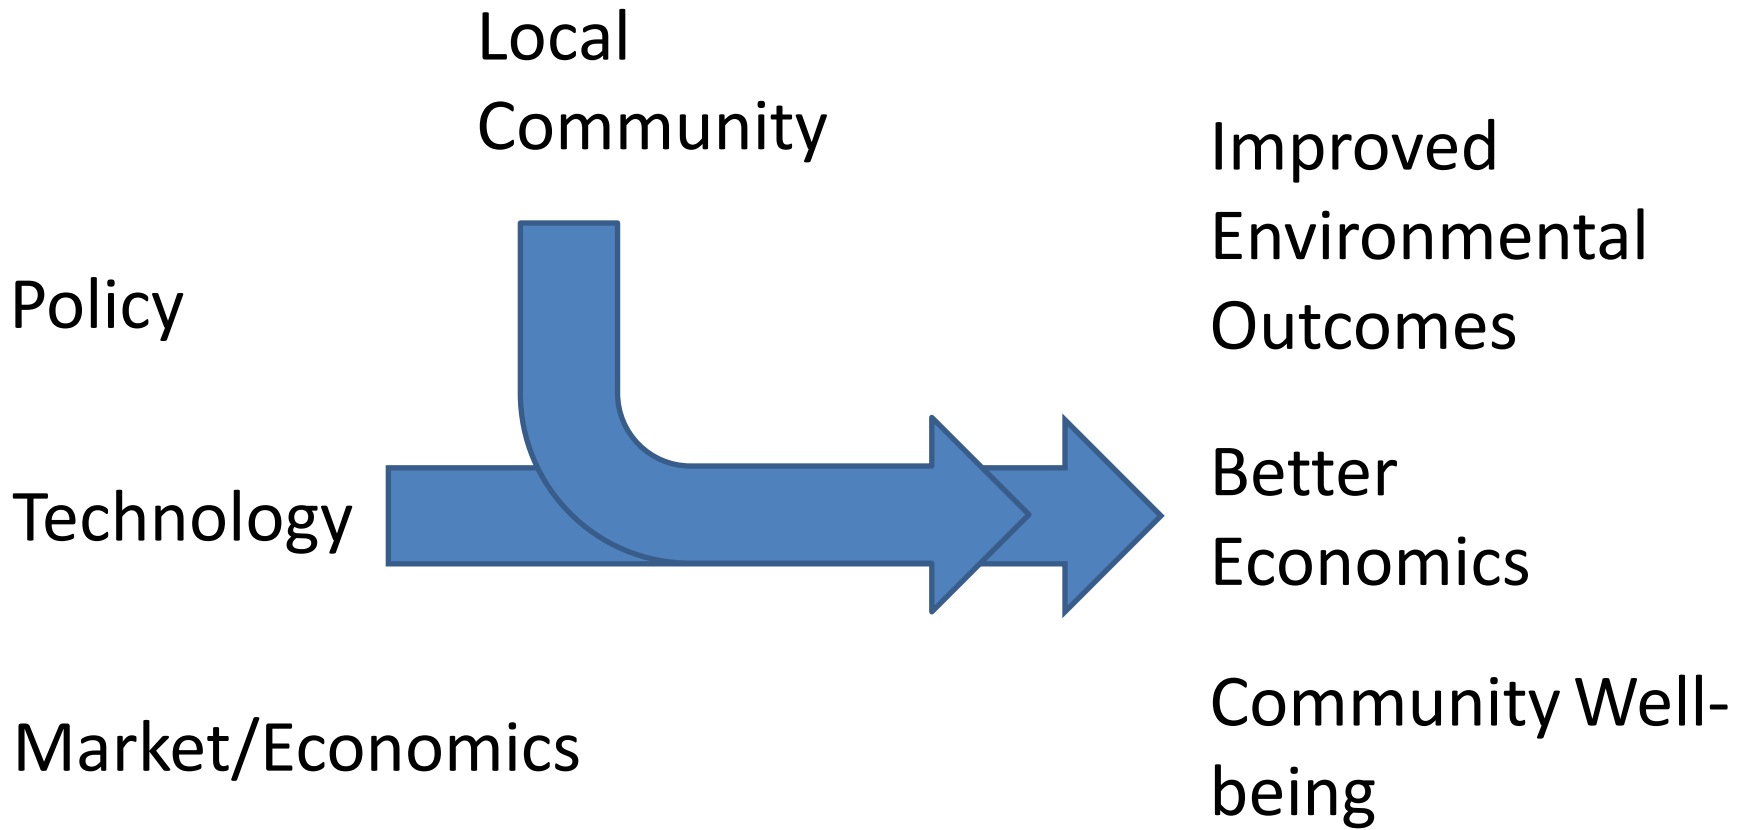 Local
Community
Policy
Technology
Market/Economics
Improved
Environmental
Outcomes
Better
Economics
Community Well-
being